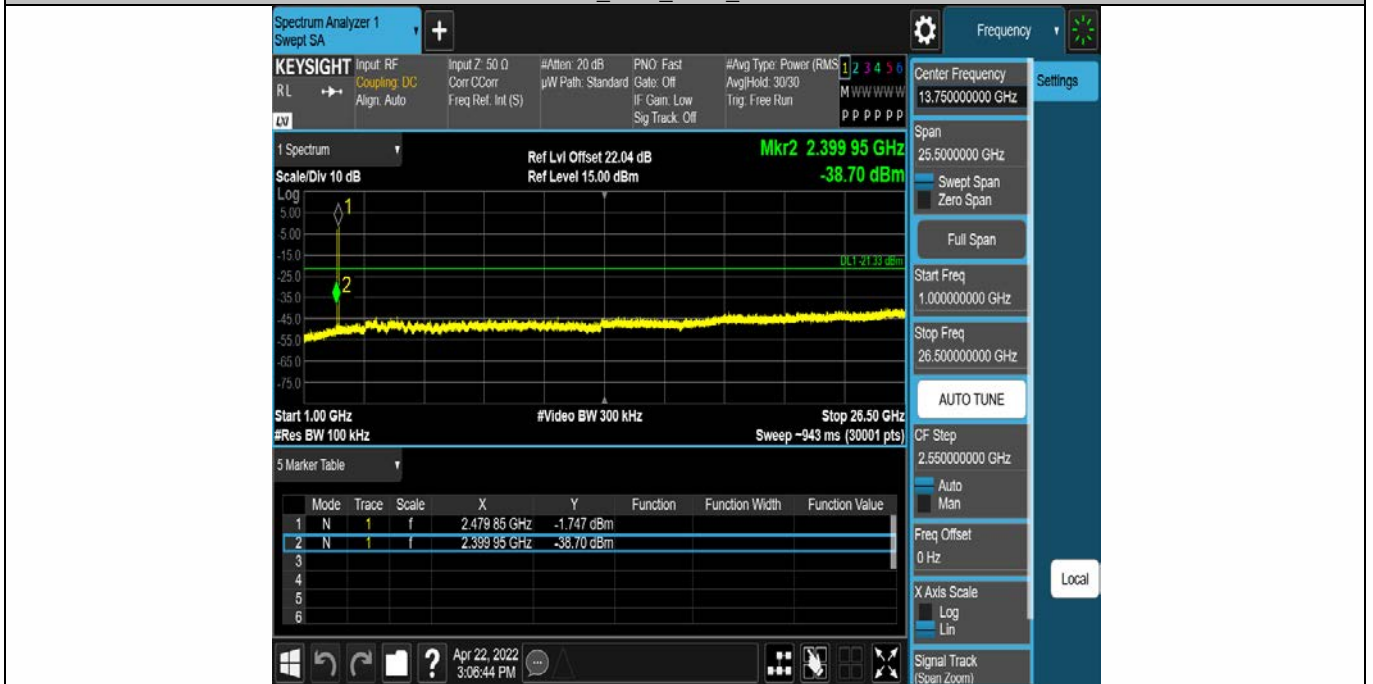 Spectrum Analyzer 1
Swept SA
+
Frequency
KEYSIGHT
RL
LXI
Input: RF
Coupling: DC
Align: Auto
Input Z: 50 Ω
Corr CCorr
Freq Ref: Int (S)
#Atten: 20 dB
µW Path: Standard
PNO: Fast
Gate: Off
IF Gain: Low
Sig Track: Off
#Avg Type: Power (RMS
Avg|Hold: 30/30
Trig: Free Run
1 2 3 4 5 6
M W W W W W
P P P P P P
Center Frequency
13.750000000 GHz
Settings
1 Spectrum
Scale/Div 10 dB
Ref Lvl Offset 22.04 dB
Ref Level 15.00 dBm
Mkr2 2.399 95 GHz
-38.70 dBm
Span
25.5000000 GHz
Swept Span
Zero Span
Full Span
Start Freq
1.000000000 GHz
Stop Freq
26.500000000 GHz
AUTO TUNE
CF Step
2.550000000 GHz
Auto
Man
Freq Offset
0 Hz
X Axis Scale
Log
Lin
Signal Track
(Span Zoom)
Local
Log
5.00
-5.00
-15.0
-25.0
-35.0
-45.0
-55.0
-65.0
-75.0
1
2
DL1 -21.33 dBm
Start 1.00 GHz
#Video BW 300 kHz
Stop 26.50 GHz
#Res BW 100 kHz
Sweep ~943 ms (30001 pts)
5 Marker Table
Mode Trace Scale X Y Function Function Width Function Value
1 N 1 f 2.479 85 GHz -1.747 dBm
2 N 1 f 2.399 95 GHz -38.70 dBm
3
4
5
6
?
Apr 22, 2022
3:06:44 PM